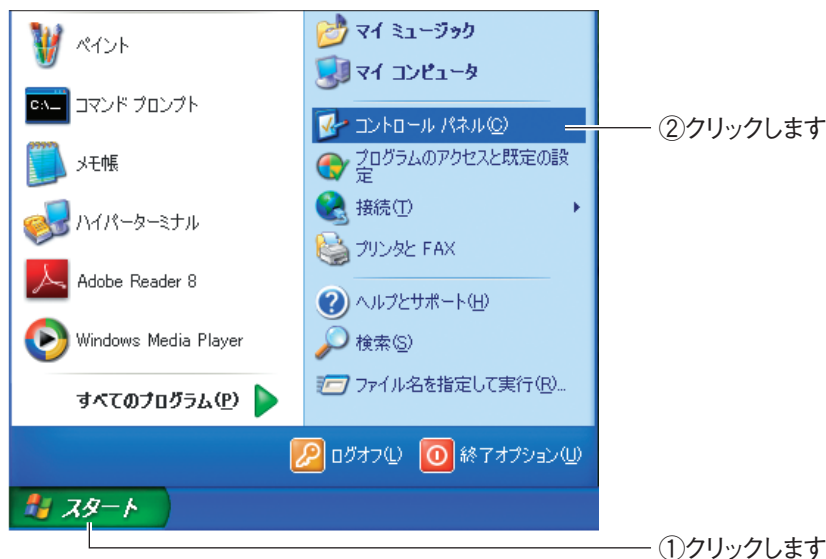 ペイント
コマンド プロンプト
C:\_
メモ帳
ハイパーターミナル
Adobe Reader 8
Windows Media Player
すべてのプログラム(P)
マイ ミュージック
マイ コンピュータ
コントロール パネル(C)
②クリックします
プログラムのアクセスと既定の設
定
接続(T)
プリンタと FAX
ヘルプとサポート(H)
検索(S)
ファイル名を指定して実行(R)...
ログオフ(L)
終了オプション(U)
スタート
①クリックします